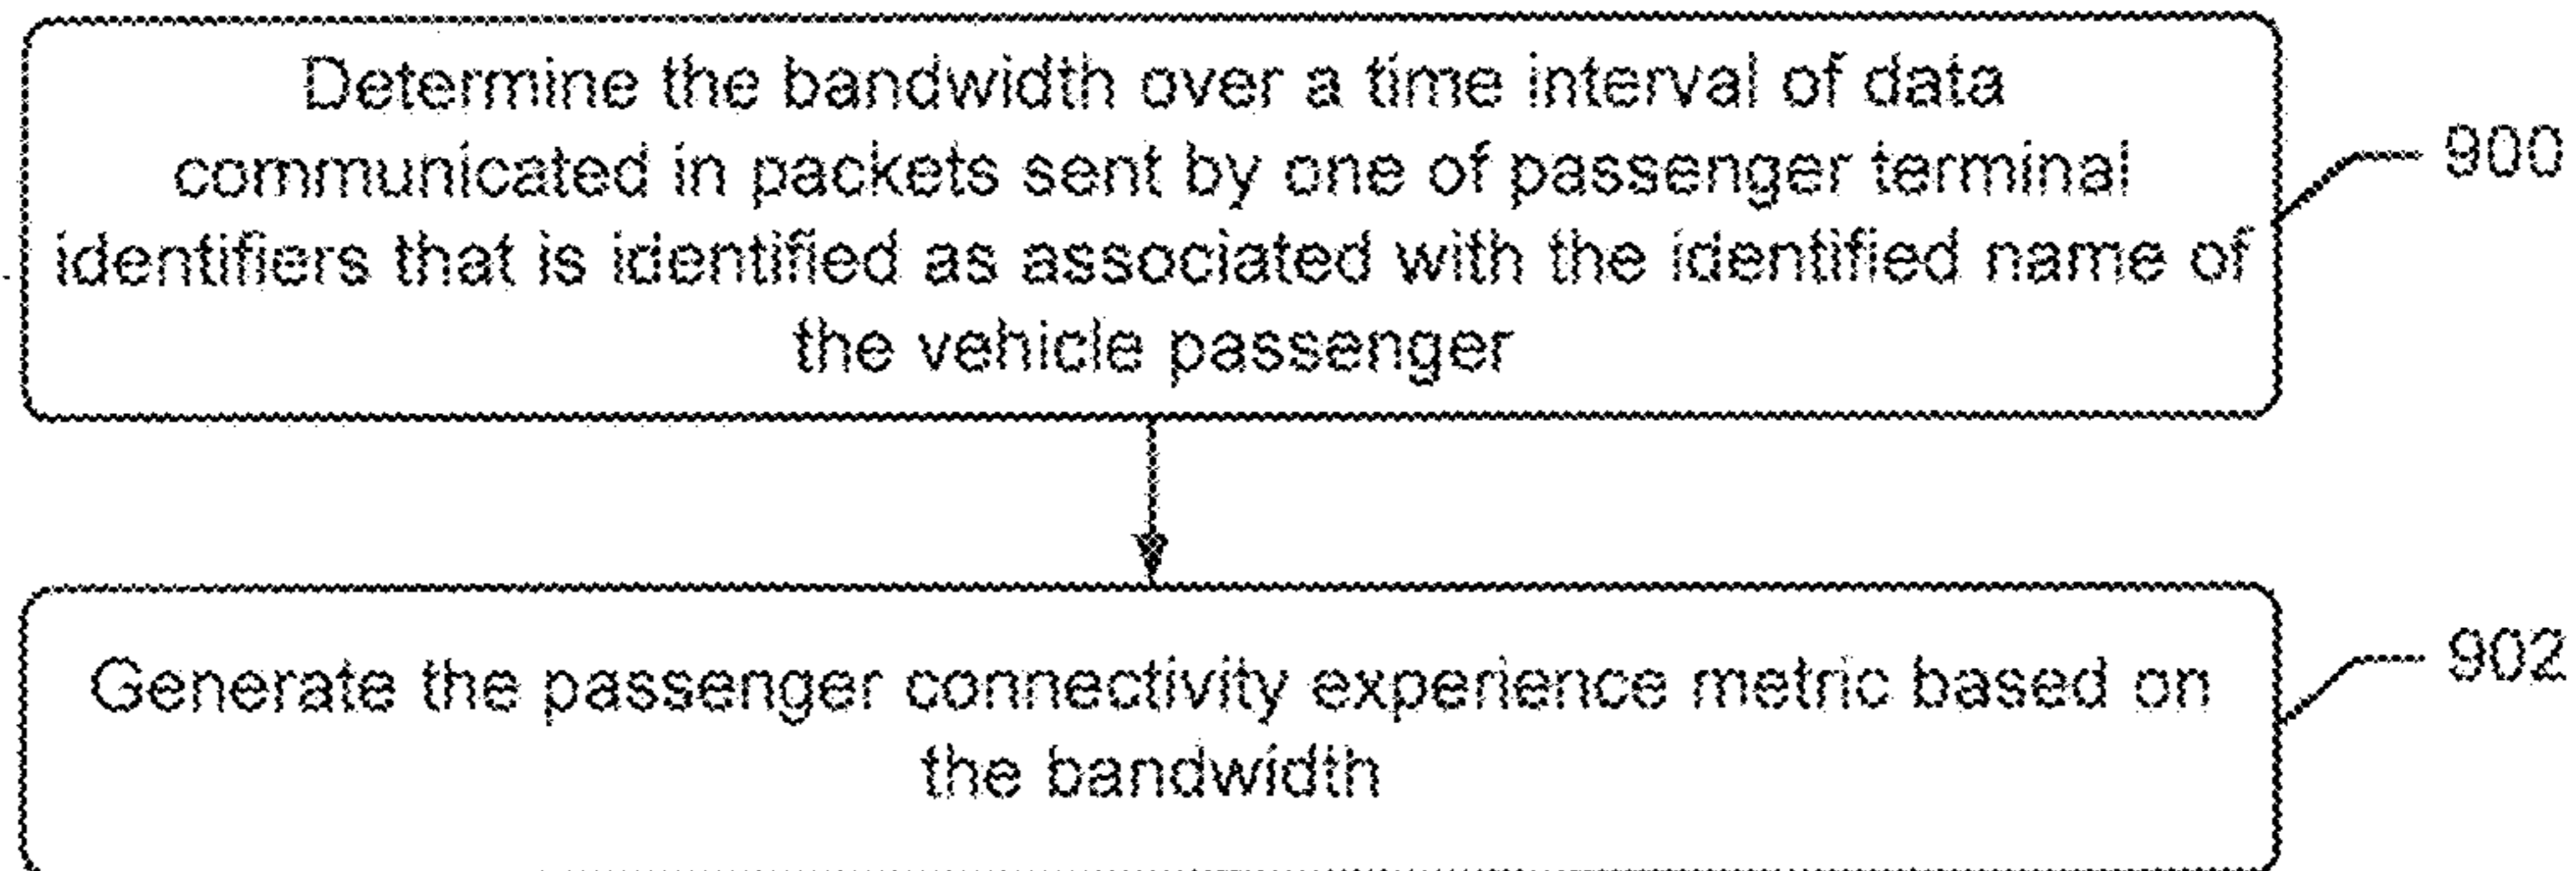 Determine the bandwidth over a time interval of data
communicated in packets sent by one of passenger terminal
identifiers that is identified as associated with the identified name of
the vehicle passenger
900
Generate the passenger connectivity experience metric based on
the bandwidth
902